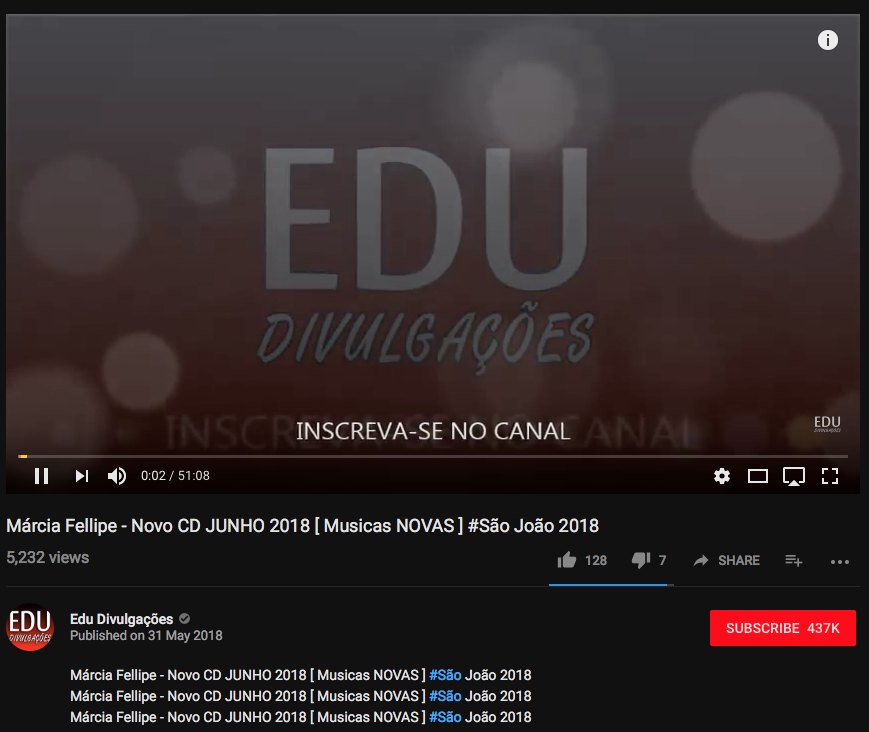 EDU
DIVULGAÇÕES
INSCREVA-SE NO CANAL
INSCREVA-SE NO CANAL
EDU
DIVULGAÇÕES
0:02 / 51:08
Márcia Fellipe - Novo CD JUNHO 2018 [ Musicas NOVAS ] #São João 2018
5,232 views
128 7 SHARE
EDU
DIVULGAÇÕES
Edu Divulgações
Published on 31 May 2018
SUBSCRIBE 437K
Márcia Fellipe - Novo CD JUNHO 2018 [ Musicas NOVAS ] #São João 2018
Márcia Fellipe - Novo CD JUNHO 2018 [ Musicas NOVAS ] #São João 2018
Márcia Fellipe - Novo CD JUNHO 2018 [ Musicas NOVAS ] #São João 2018